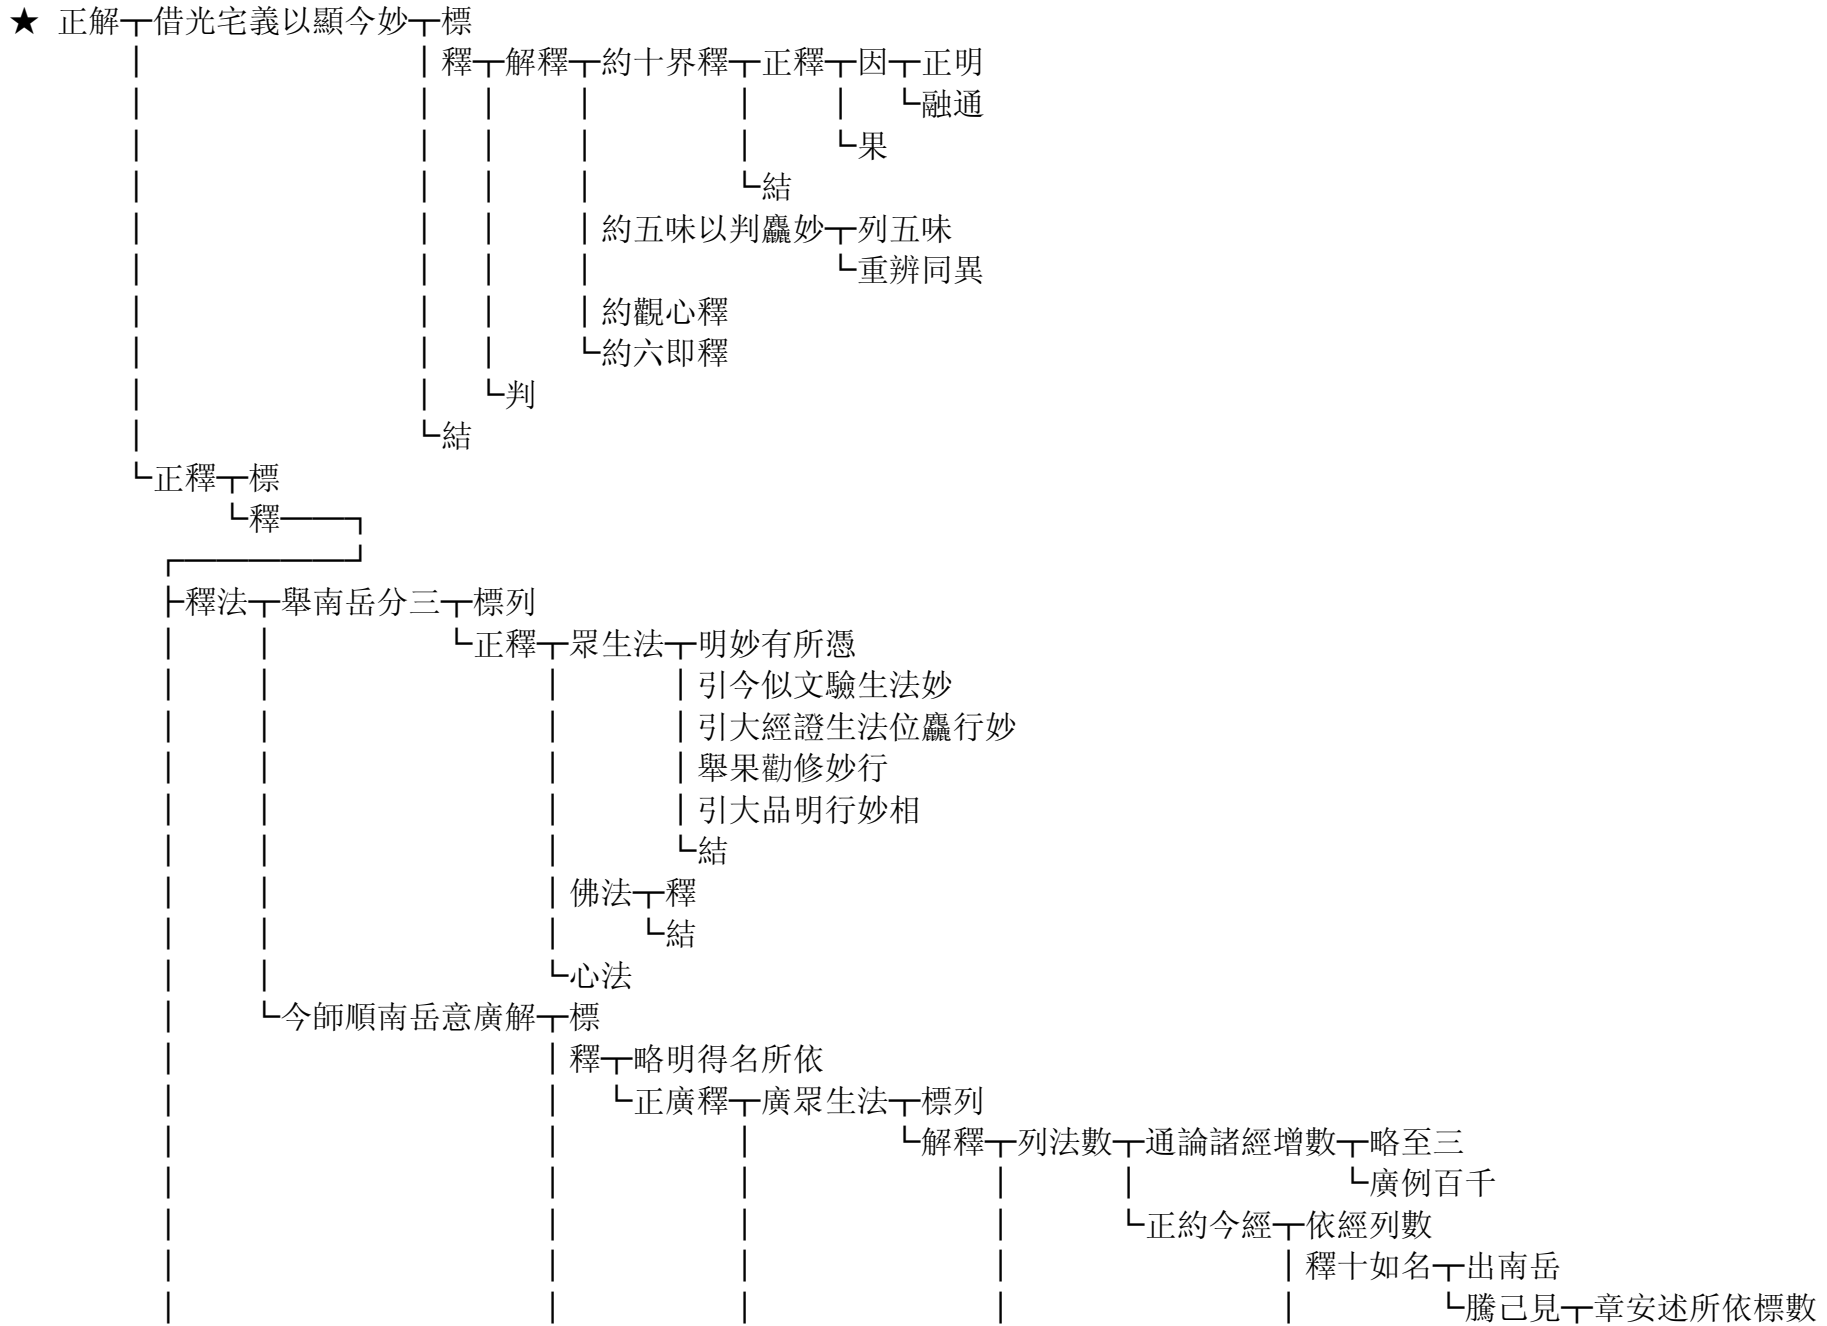 ★ 正解┬借光宅義以顯今妙┬標
│釋┬解釋┬約十界釋┬正釋┬因┬正明
└融通
└果
└結
│約五味以判麤妙┬列五味
└重辨同異
│約觀心釋
└約六即釋
└判
└結
└正釋┬標
└釋
├釋法┬舉南岳分三┬標列
└正釋┬眾生法┬明妙有所憑
│引今似文驗生法妙
│引大經證生法位麤行妙
│舉果勸修妙行
│引大品明行妙相
└結
│佛法┬釋
└結
└心法
└今師順南岳意廣解┬標
│釋┬略明得名所依
└正廣釋┬廣眾生法┬標列
└解釋┬列法數┬通論諸經增數┬略至三
└廣例百千
└正約今經┬依經列數
│釋十如名┬出南岳
└騰己見┬章安述所依標數